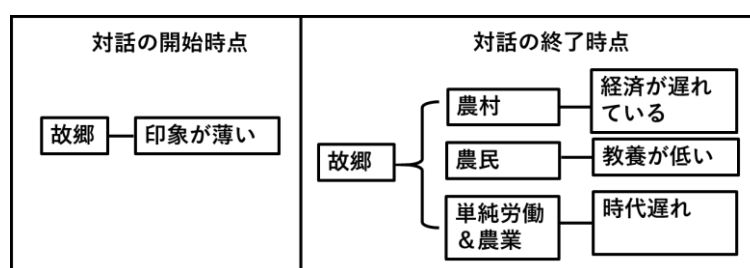 対話の開始時点
故郷
印象が薄い
対話の終了時点
故郷
農村
経済が遅れ
ている
農民
教養が低い
単純労働
&農業
時代遅れ